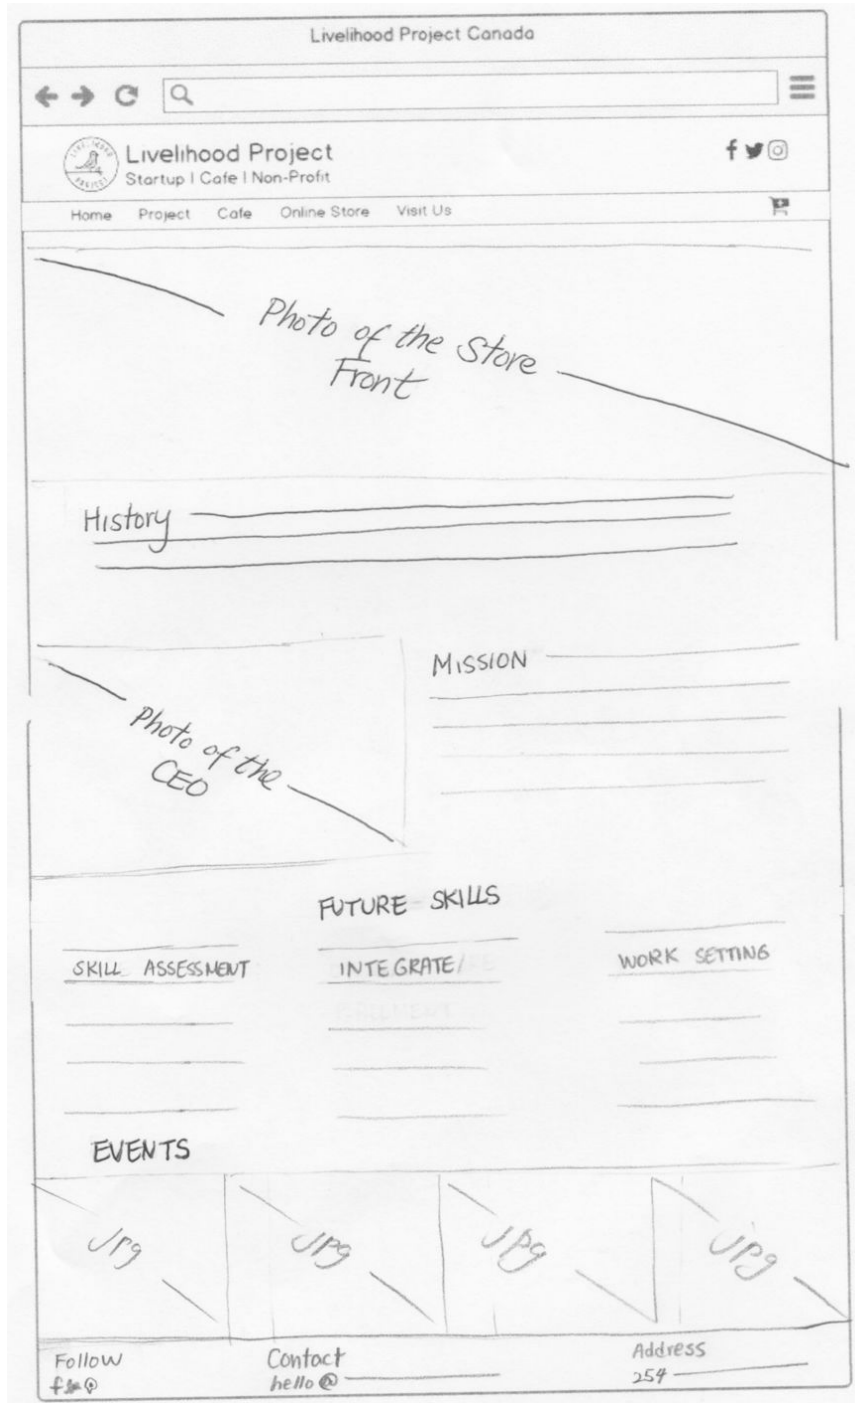 Livelihood Project Canada
Livelihood Project
Startup | Cafe | Non-Profit
Home Project Cafe Online Store Visit Us
Photo of the Store
Front
History
MISSION
Photo of the
CEO
FUTURE SKILLS
SKILL ASSESSMENT INTEGRATE/ WORK SETTING
EVENTS
Jpg Jpg Jpg Jpg
Follow Contact Address
hello @ 254